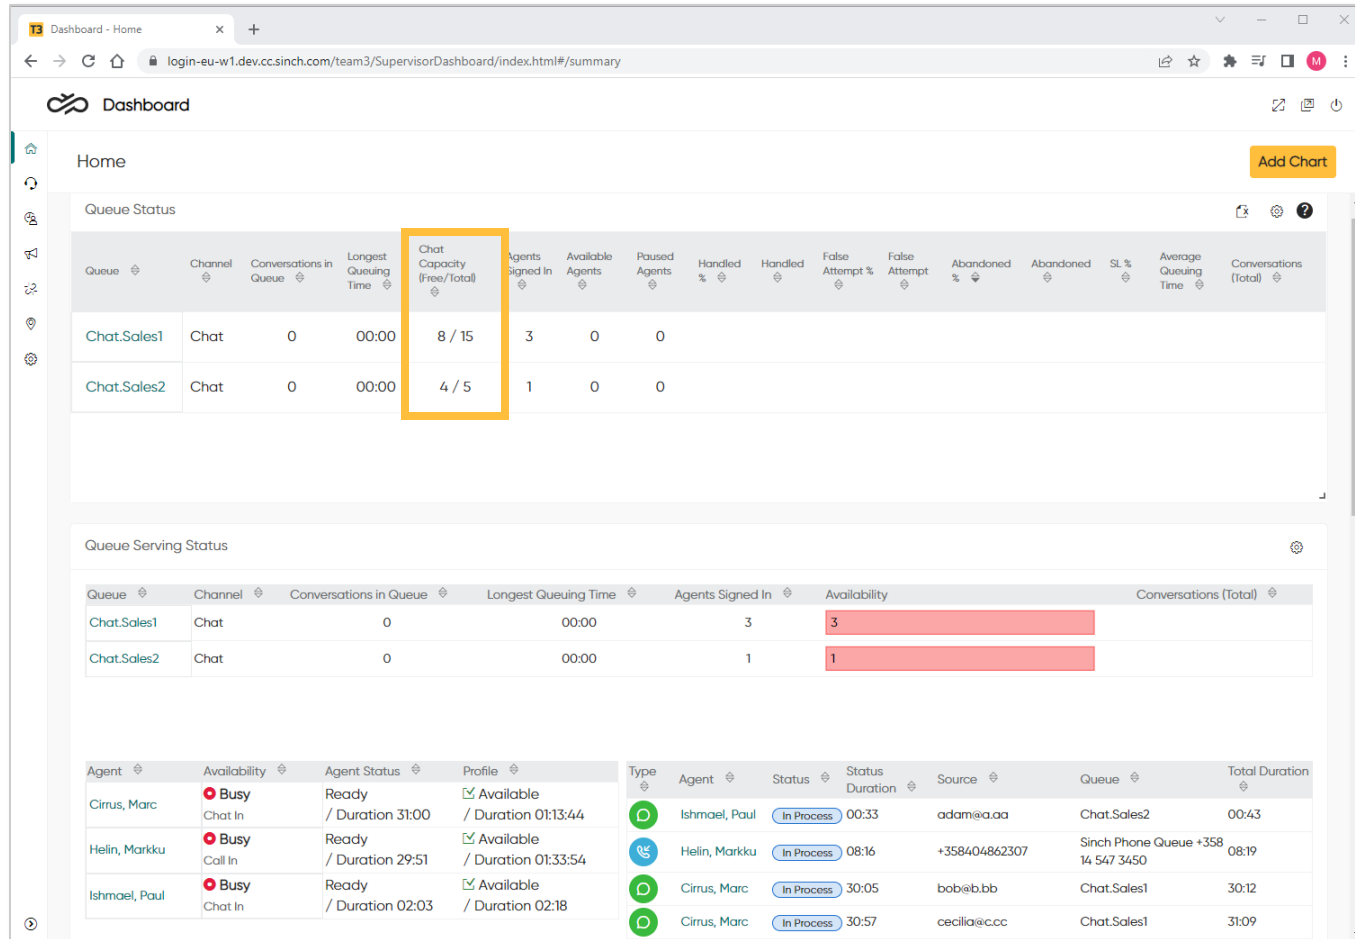 T3 Dashboard - Home
login-eu-w1.dev.cc.sinch.com/team3/SupervisorDashboard/index.html#/summary
M
Dashboard
Home
Add Chart
Queue Status
Queue Channel Conversations in Queue Longest Queuing Time Chat Capacity (Free/Total) Agents Signed In Available Agents Paused Agents Handled % Handled False Attempt % False Attempt Abandoned % Abandoned SL % Average Queuing Time Conversations (Total)
Chat.Sales1 Chat 0 00:00 8 / 15 3 0 0
Chat.Sales2 Chat 0 00:00 4 / 5 1 0 0
Queue Serving Status
Queue Channel Conversations in Queue Longest Queuing Time Agents Signed In Availability Conversations (Total)
Chat.Sales1 Chat 0 00:00 3 3
Chat.Sales2 Chat 0 00:00 1 1
Agent Availability Agent Status Profile
Cirrus, Marc Busy Ready Available
Chat In / Duration 31:00 / Duration 01:13:44
Helin, Markku Busy Ready Available
Call In / Duration 29:51 / Duration 01:33:54
Ishmael, Paul Busy Ready Available
Chat In / Duration 02:03 / Duration 02:18
Type Agent Status Status Duration Source Queue Total Duration
Ishmael, Paul In Process 00:33 adam@a.aa Chat.Sales2 00:43
Helin, Markku In Process 08:16 +358404862307 Sinch Phone Queue +358 14 547 3450 08:19
Cirrus, Marc In Process 30:05 bob@b.bb Chat.Sales1 30:12
Cirrus, Marc In Process 30:57 cecilia@c.cc Chat.Sales1 31:09